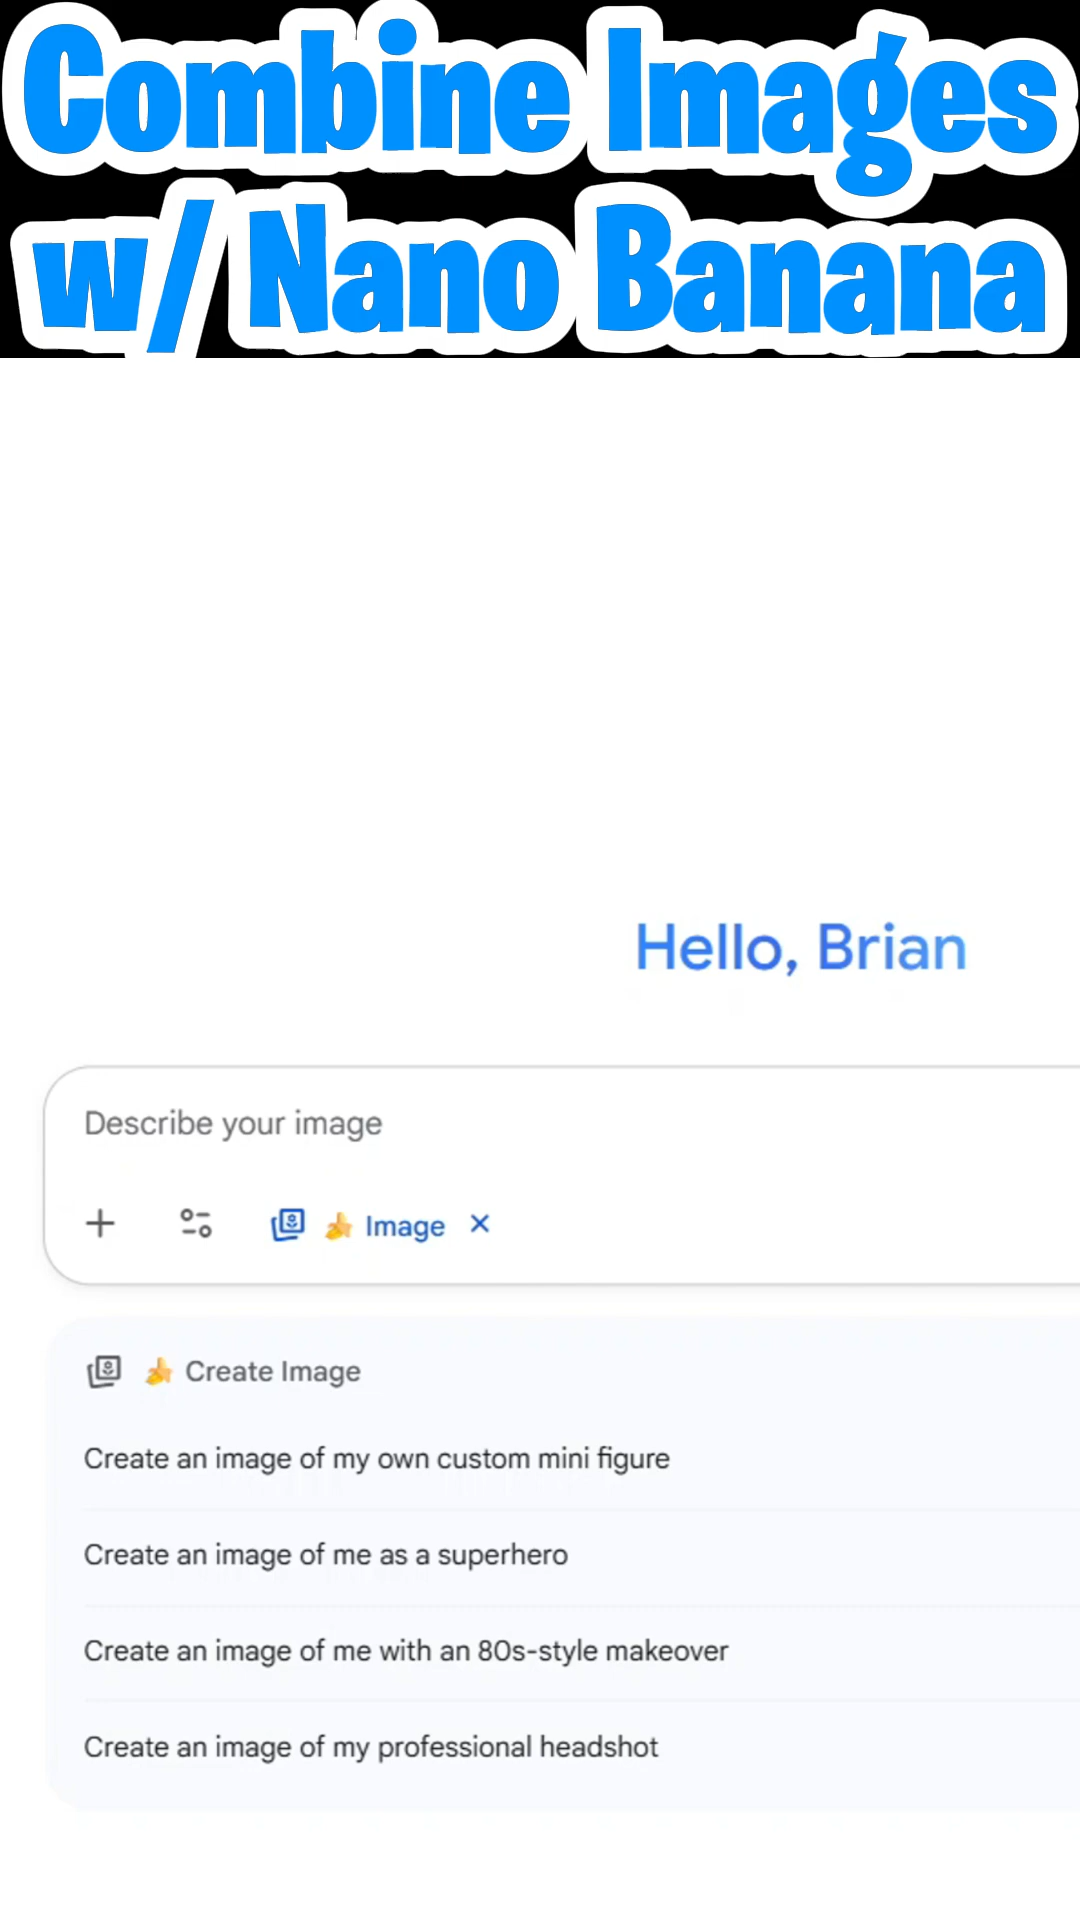 Combine Images
w/ Nano Banana
Hello, Brian
Describe your image
Image
Create Image
Create an image of my own custom mini figure
Create an image of me as a superhero
Create an image of me with an 80s-style makeover
Create an image of my professional headshot